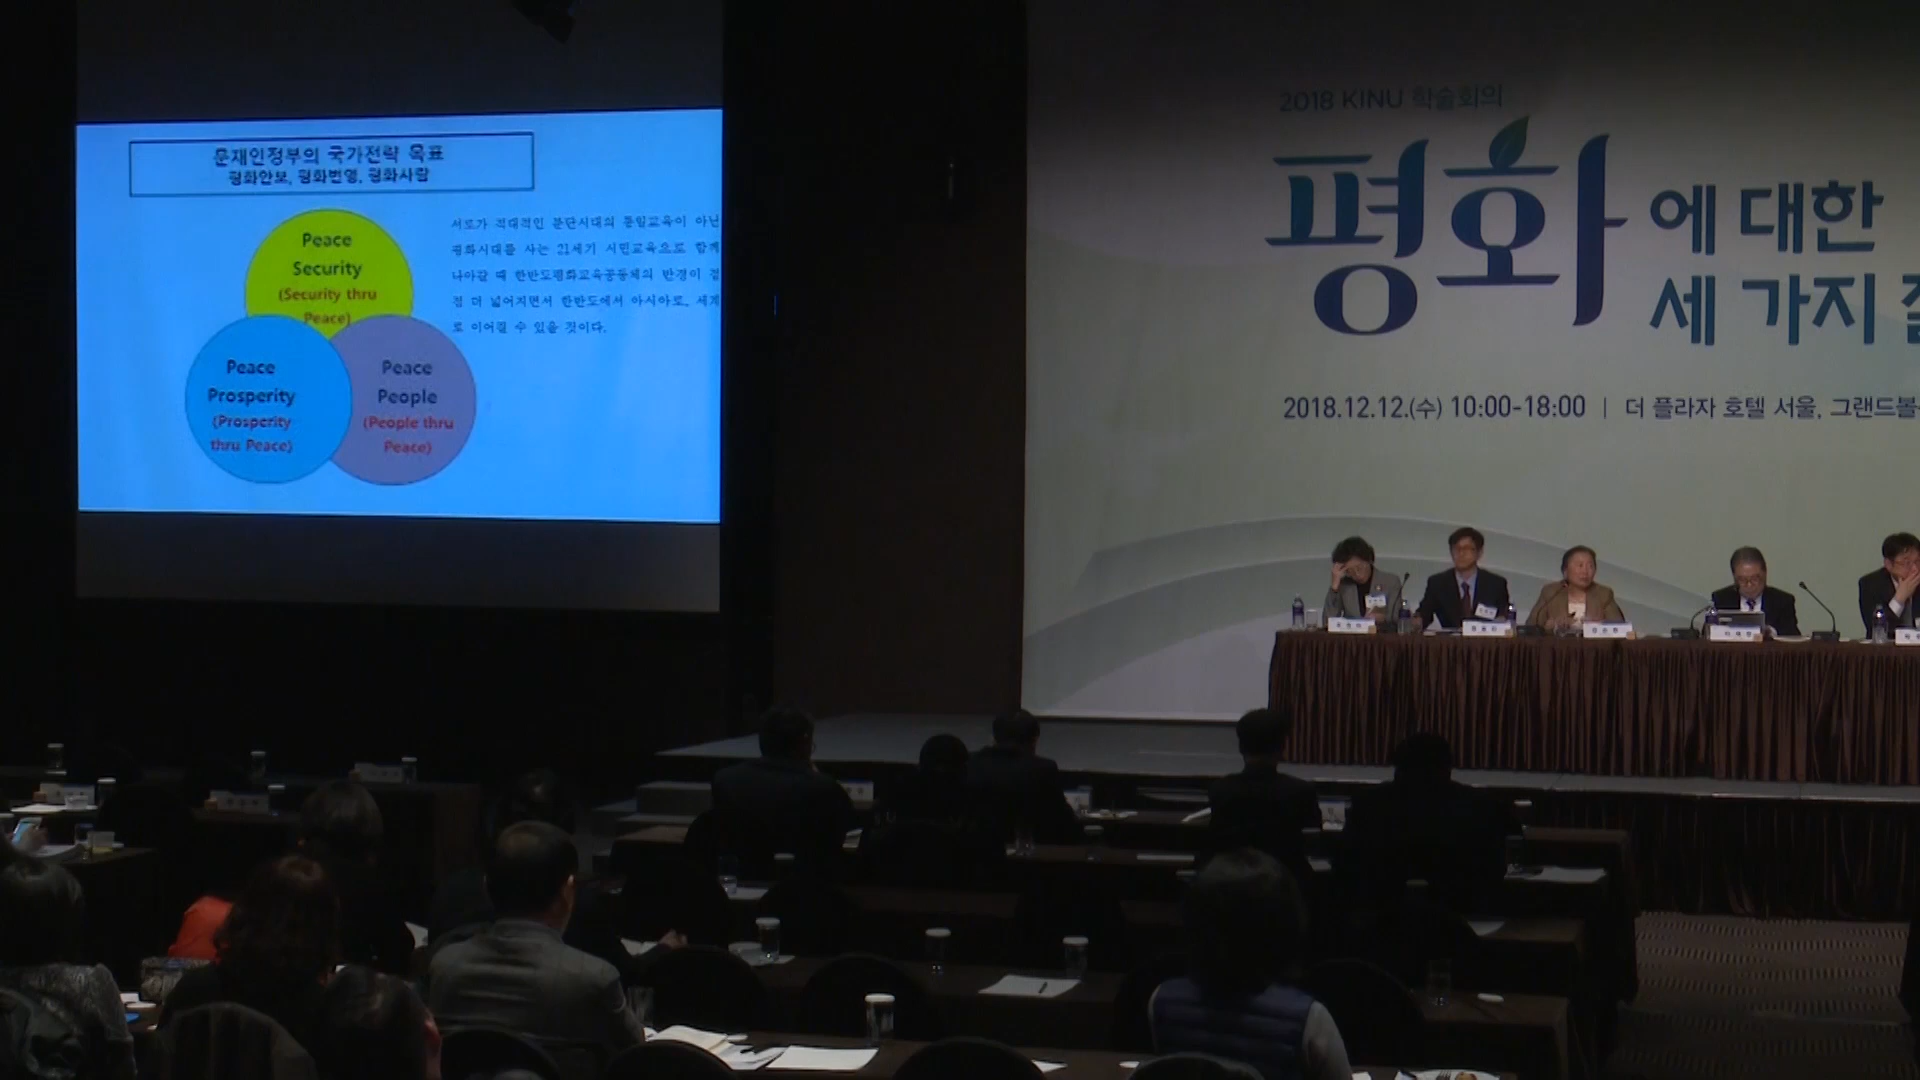 문재인정부의 국가전략 목표
평화안보, 평화번영, 평화사람
Peace
Security
(Security thru
Peace)
Peace
Prosperity
(Prosperity
thru Peace)
Peace
People
(People thru
Peace)
서로가 적대적인 분단시대의 통일교육이 아닌
평화시대를 사는 21세기 시민교육으로 함께
나아갈 때 한반도평화교육공동체의 반경이 점
점 더 넓어지면서 한반도에서 아시아로, 세계
로 이어질 수 있을 것이다.
2018 KINU 학술회의
평화에 대한
세 가지
2018.12.12.(수) 10:00-18:00 | 더 플라자 호텔 서울, 그랜드볼